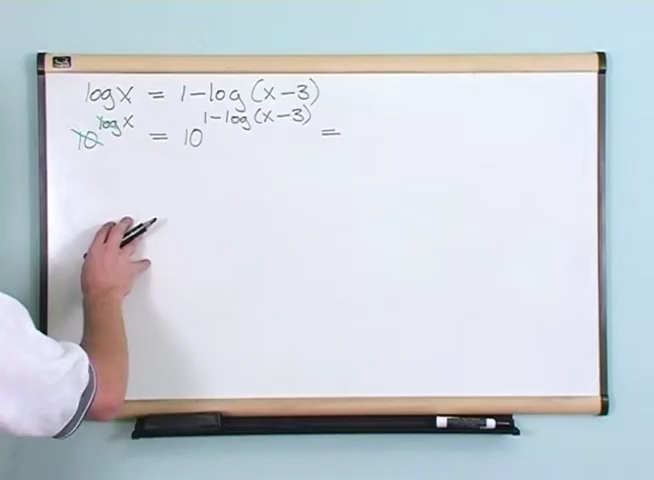 log x = 1 - log (x - 3)
10^log x = 10^1 - log (x - 3) =